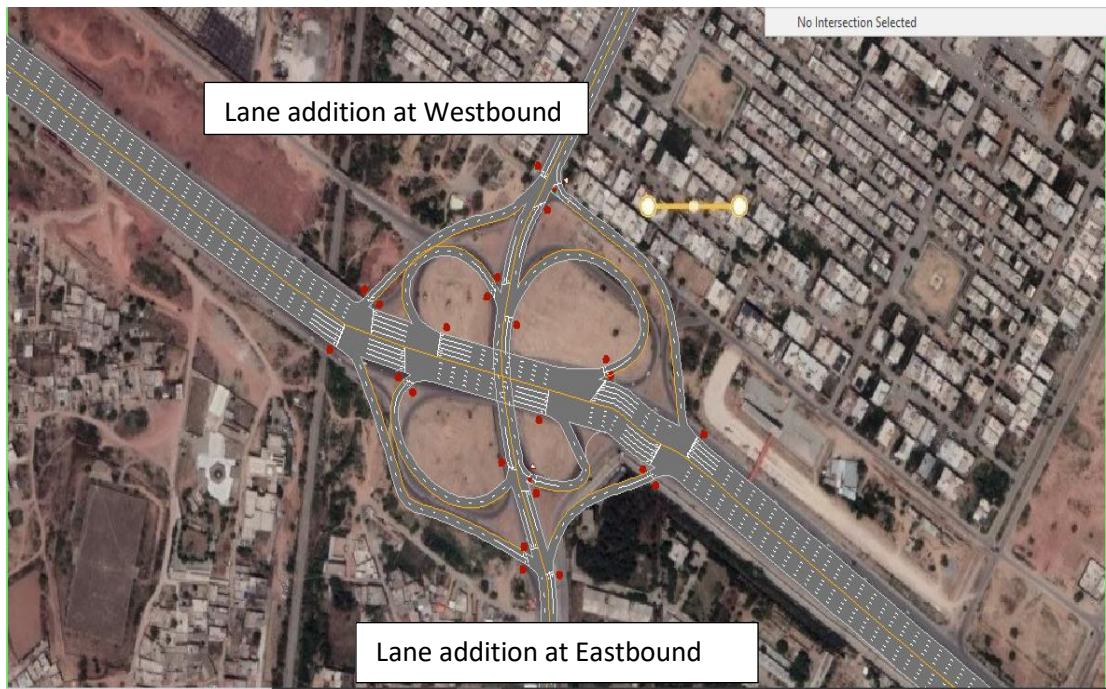 No Intersection Selected
Lane addition at Westbound
Lane addition at Eastbound